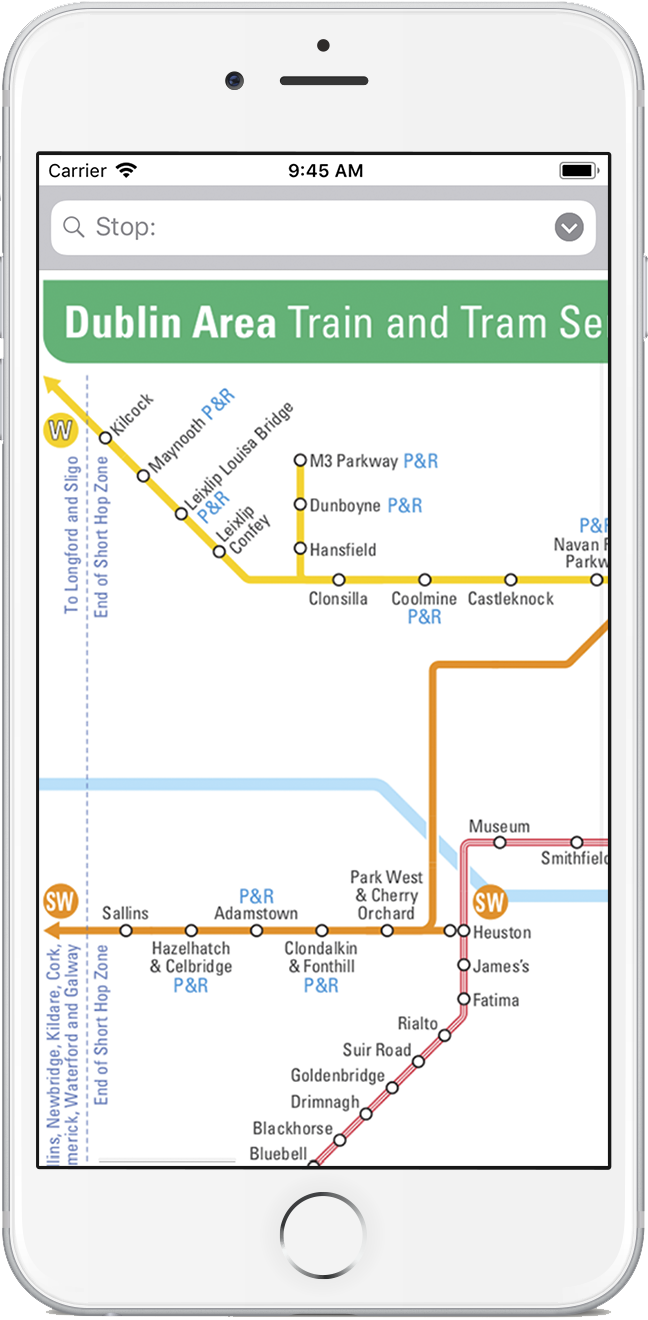 Carrier
9:45 AM
Stop:
Dublin Area Train and Tram Se
W
Kilcock
Maynooth P&R
Leixlip Louisa Bridge
P&R
Leixlip
Confey
To Longford and Sligo
End of Short Hop Zone
M3 Parkway P&R
Dunboyne P&R
Hansfield
Clonsilla
Coolmine
P&R
Castleknock
P&R
Navan
Parkw
Museum
Smithfield
SW
Sallins
Hazelhatch
& Celbridge
P&R
P&R
Adamstown
Clondalkin
& Fonthill
P&R
Park West
& Cherry
Orchard
SW
Heuston
James's
Fatima
Rialto
Suir Road
Goldenbridge
Drimnagh
Blackhorse
Bluebell
llins, Newbridge, Kildare, Cork,
merick, Waterford and Galway
End of Short Hop Zone